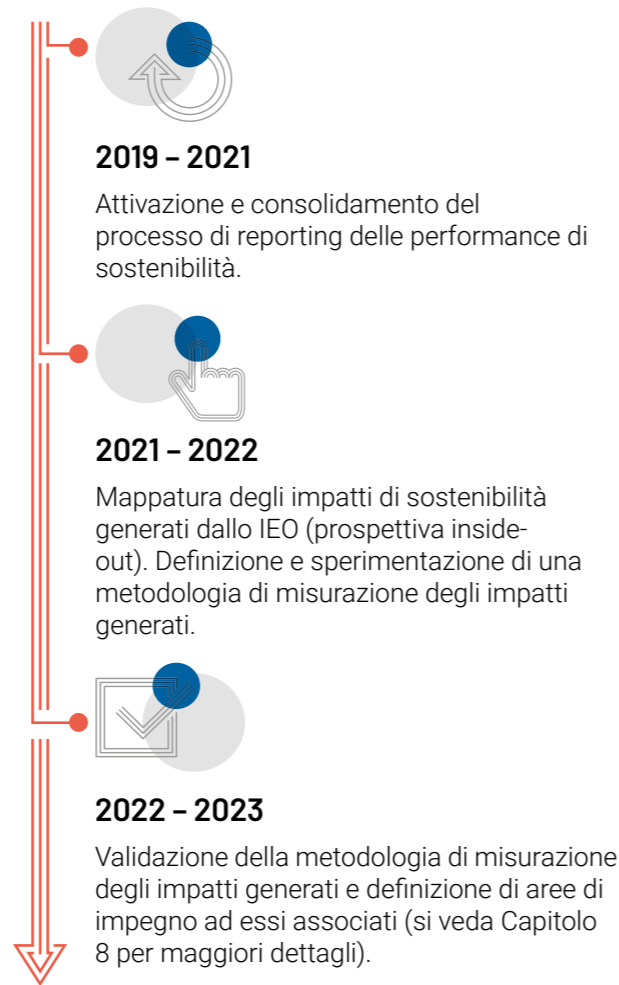 2019 – 2021
Attivazione e consolidamento del
processo di reporting delle performance di
sostenibilità.
2021 – 2022
Mappatura degli impatti di sostenibilità
generati dallo IEO (prospettiva inside-
out). Definizione e sperimentazione di una
metodologia di misurazione degli impatti
generati.
2022 – 2023
Validazione della metodologia di misurazione
degli impatti generati e definizione di aree di
impegno ad essi associati (si veda Capitolo
8 per maggiori dettagli).